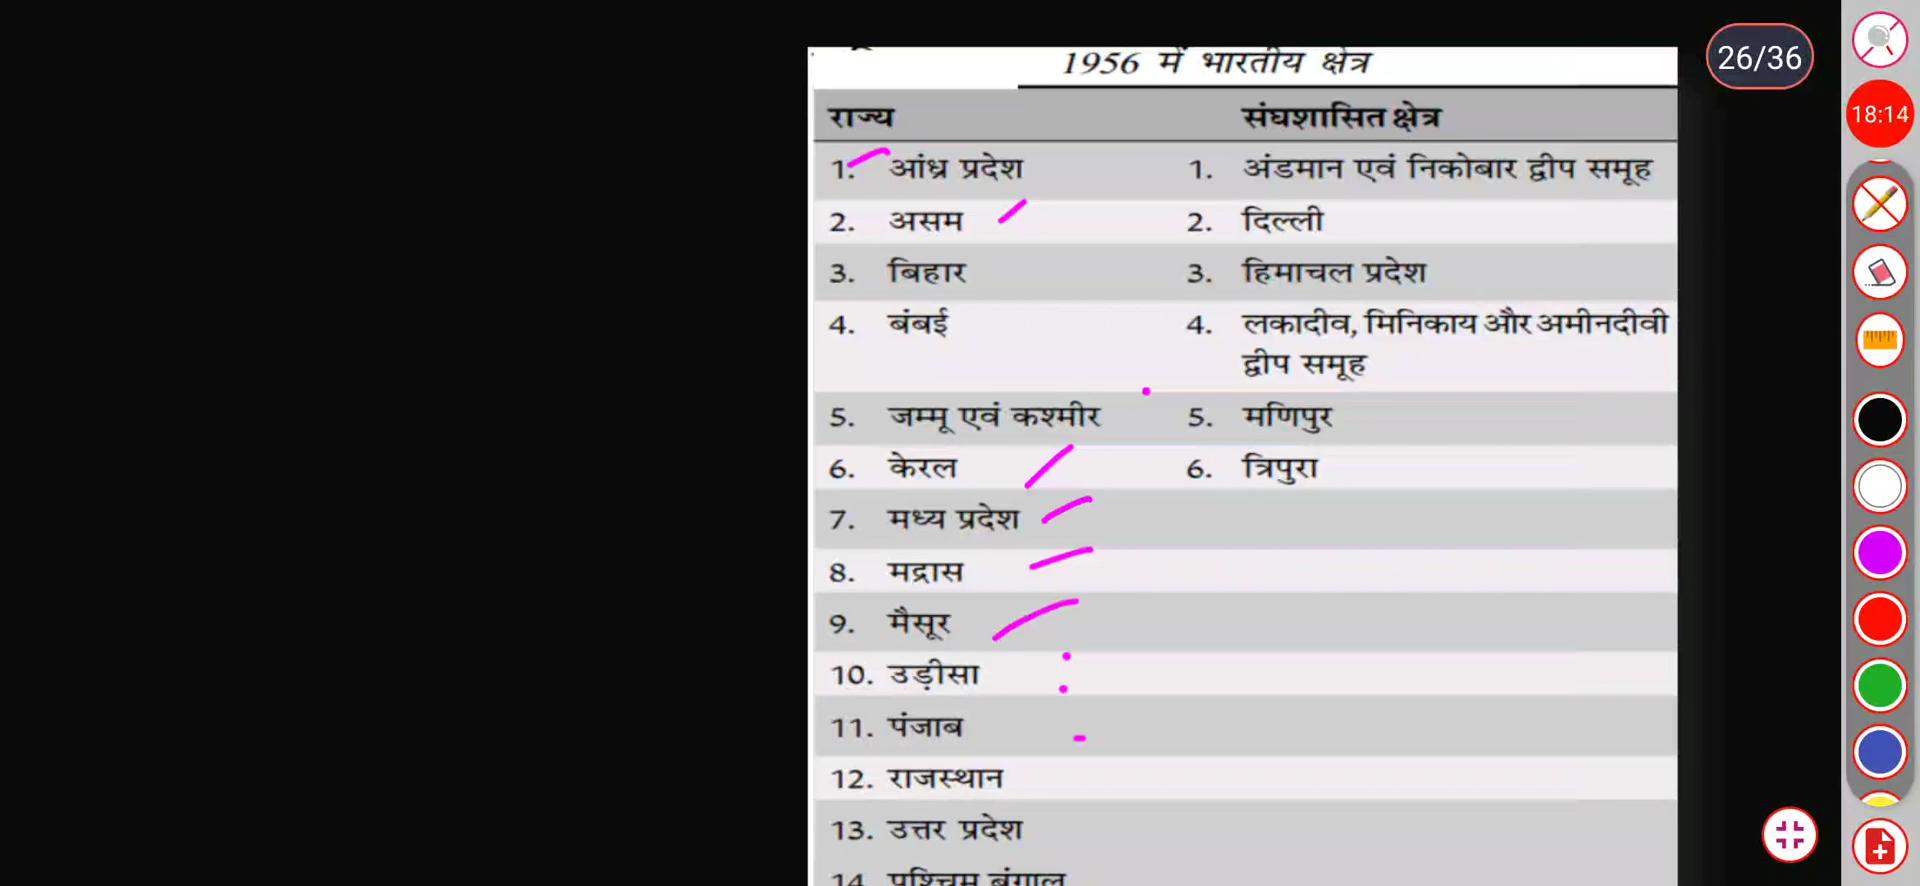 1956 में भारतीय क्षेत्र
26/36
18:14
राज्य संघशासित क्षेत्र
1. आंध्र प्रदेश 1. अंडमान एवं निकोबार द्वीप समूह
2. असम 2. दिल्ली
3. बिहार 3. हिमाचल प्रदेश
4. बंबई 4. लकादीव, मिनिकाय और अमीनदीवी
द्वीप समूह
5. जम्मू एवं कश्मीर 5. मणिपुर
6. केरल 6. त्रिपुरा
7. मध्य प्रदेश
8. मद्रास
9. मैसूर
10. उड़ीसा
11. पंजाब
12. राजस्थान
13. उत्तर प्रदेश
14. पश्चिम बंगाल